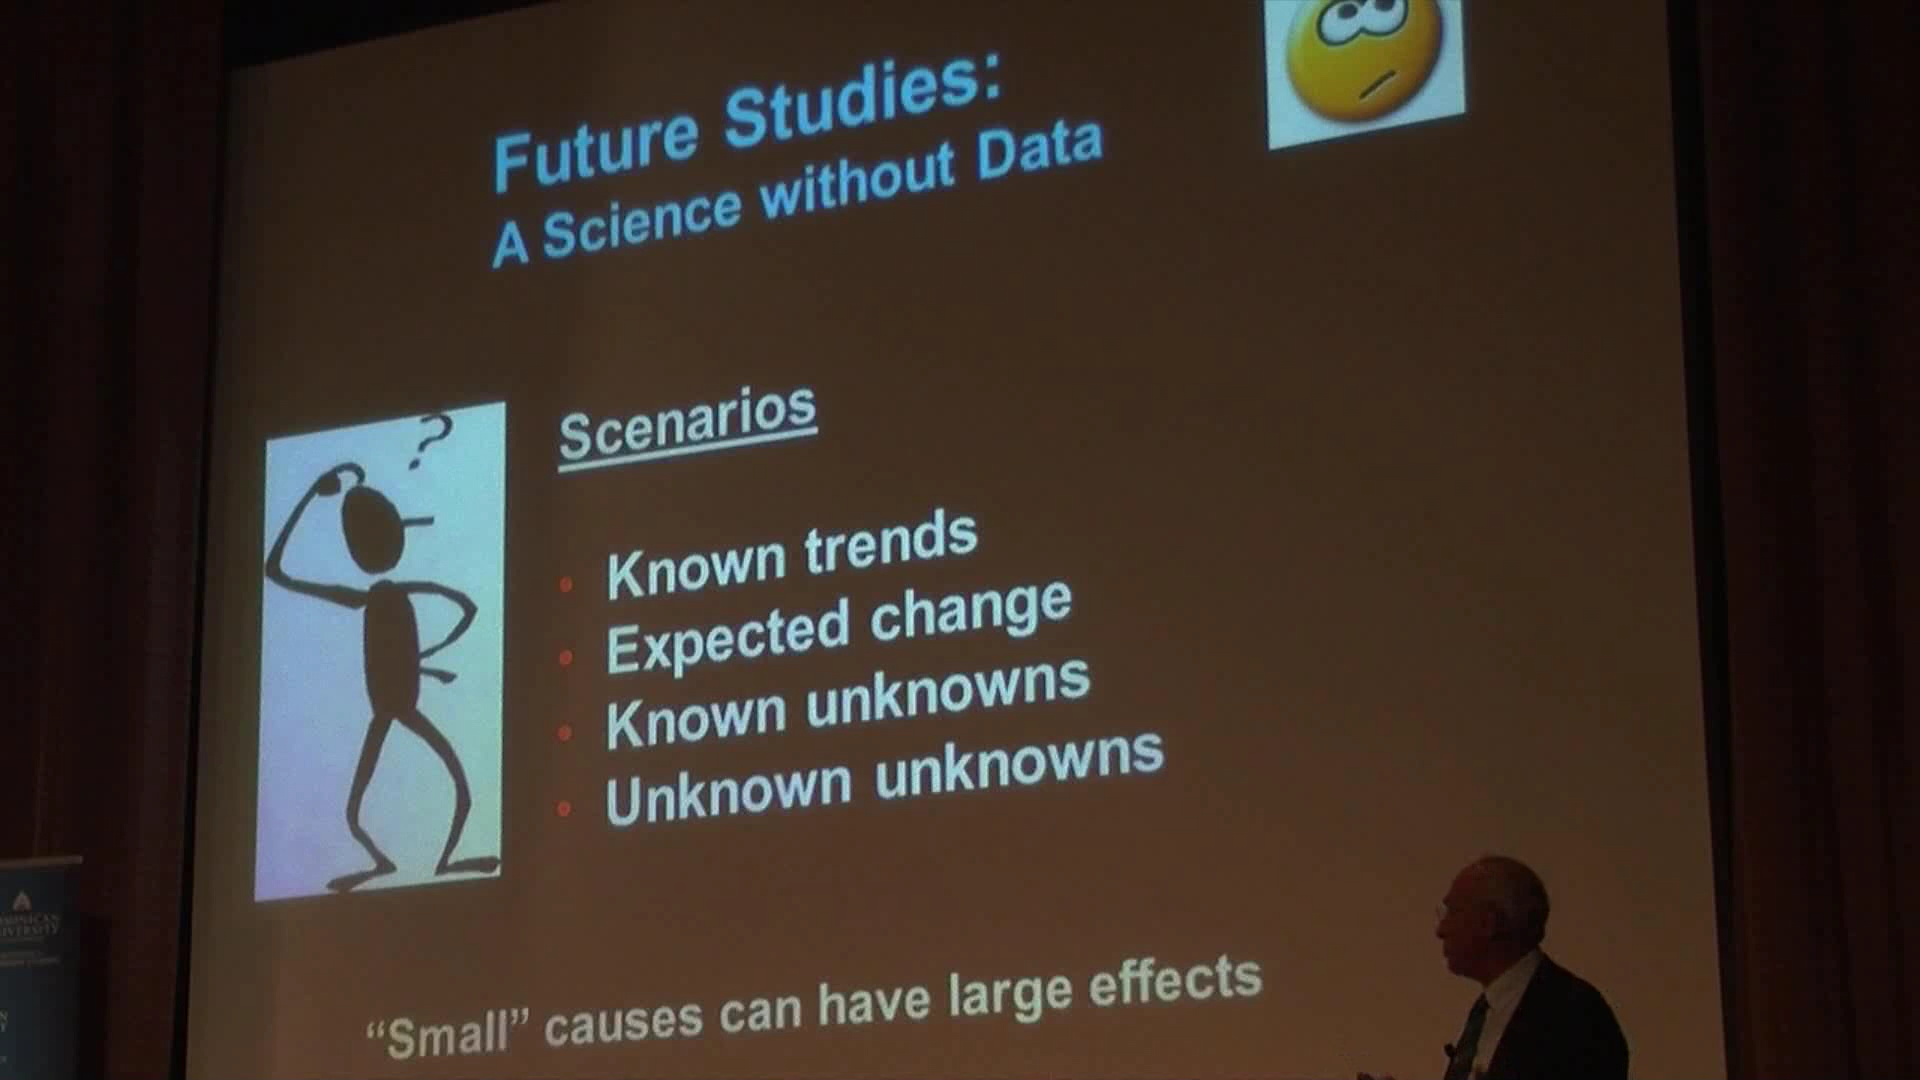 Future Studies:
A Science without Data
?
Scenarios
• Known trends
• Expected change
• Known unknowns
• Unknown unknowns
“Small” causes can have large effects